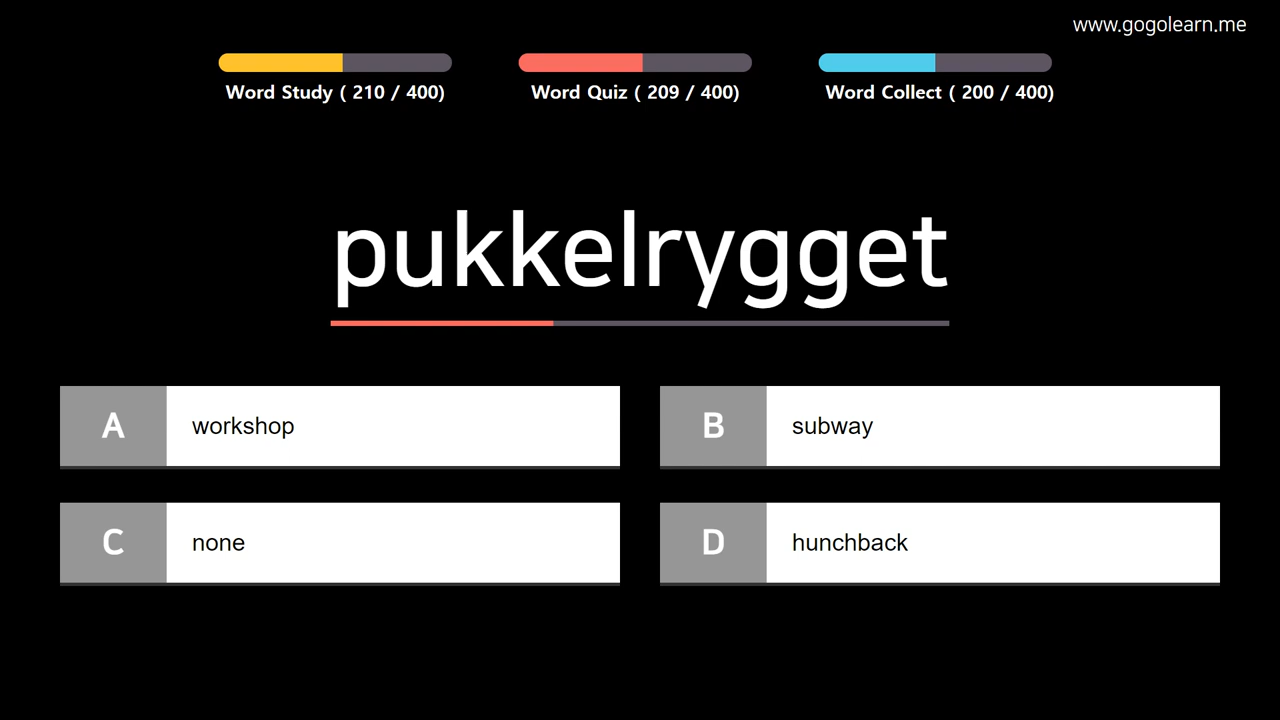 www.gogolearn.me
Word Study ( 210 / 400)
Word Quiz ( 209 / 400)
Word Collect ( 200 / 400)
pukkelrygget
A workshop
B subway
C none
D hunchback